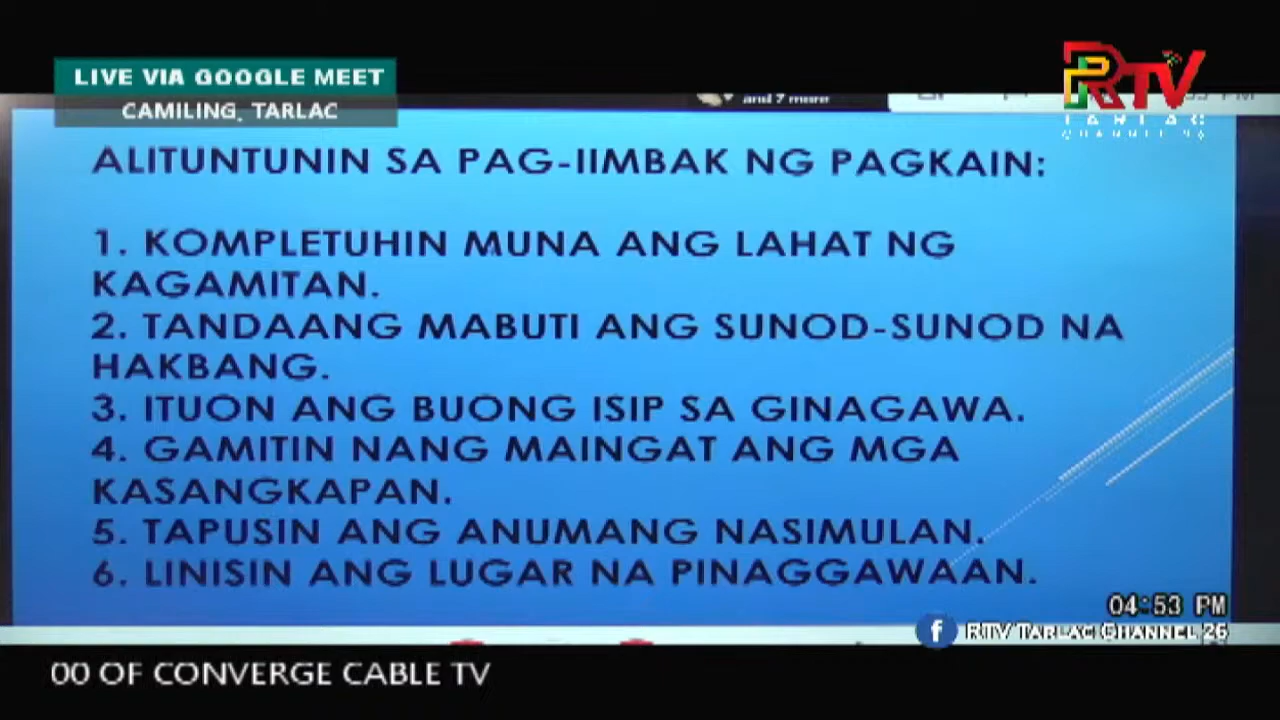 LIVE VIA GOOGLE MEET
CAMILING, TARLAC
and 7 more
RTV
TARLAC
CHANNEL 26
ALITUNTUNIN SA PAG-IIMBAK NG PAGKAIN:
1. KOMPLETUHIN MUNA ANG LAHAT NG
KAGAMITAN.
2. TANDAANG MABUTI ANG SUNOD-SUNOD NA
HAKBANG.
3. ITUON ANG BUONG ISIP SA GINAGAWA.
4. GAMITIN NANG MAINGAT ANG MGA
KASANGKAPAN.
5. TAPUSIN ANG ANUMANG NASIMULAN.
6. LINISIN ANG LUGAR NA PINAGGAWAAN.
04:53 PM
RTV TARLAC CHANNEL 26
00 OF CONVERGE CABLE TV